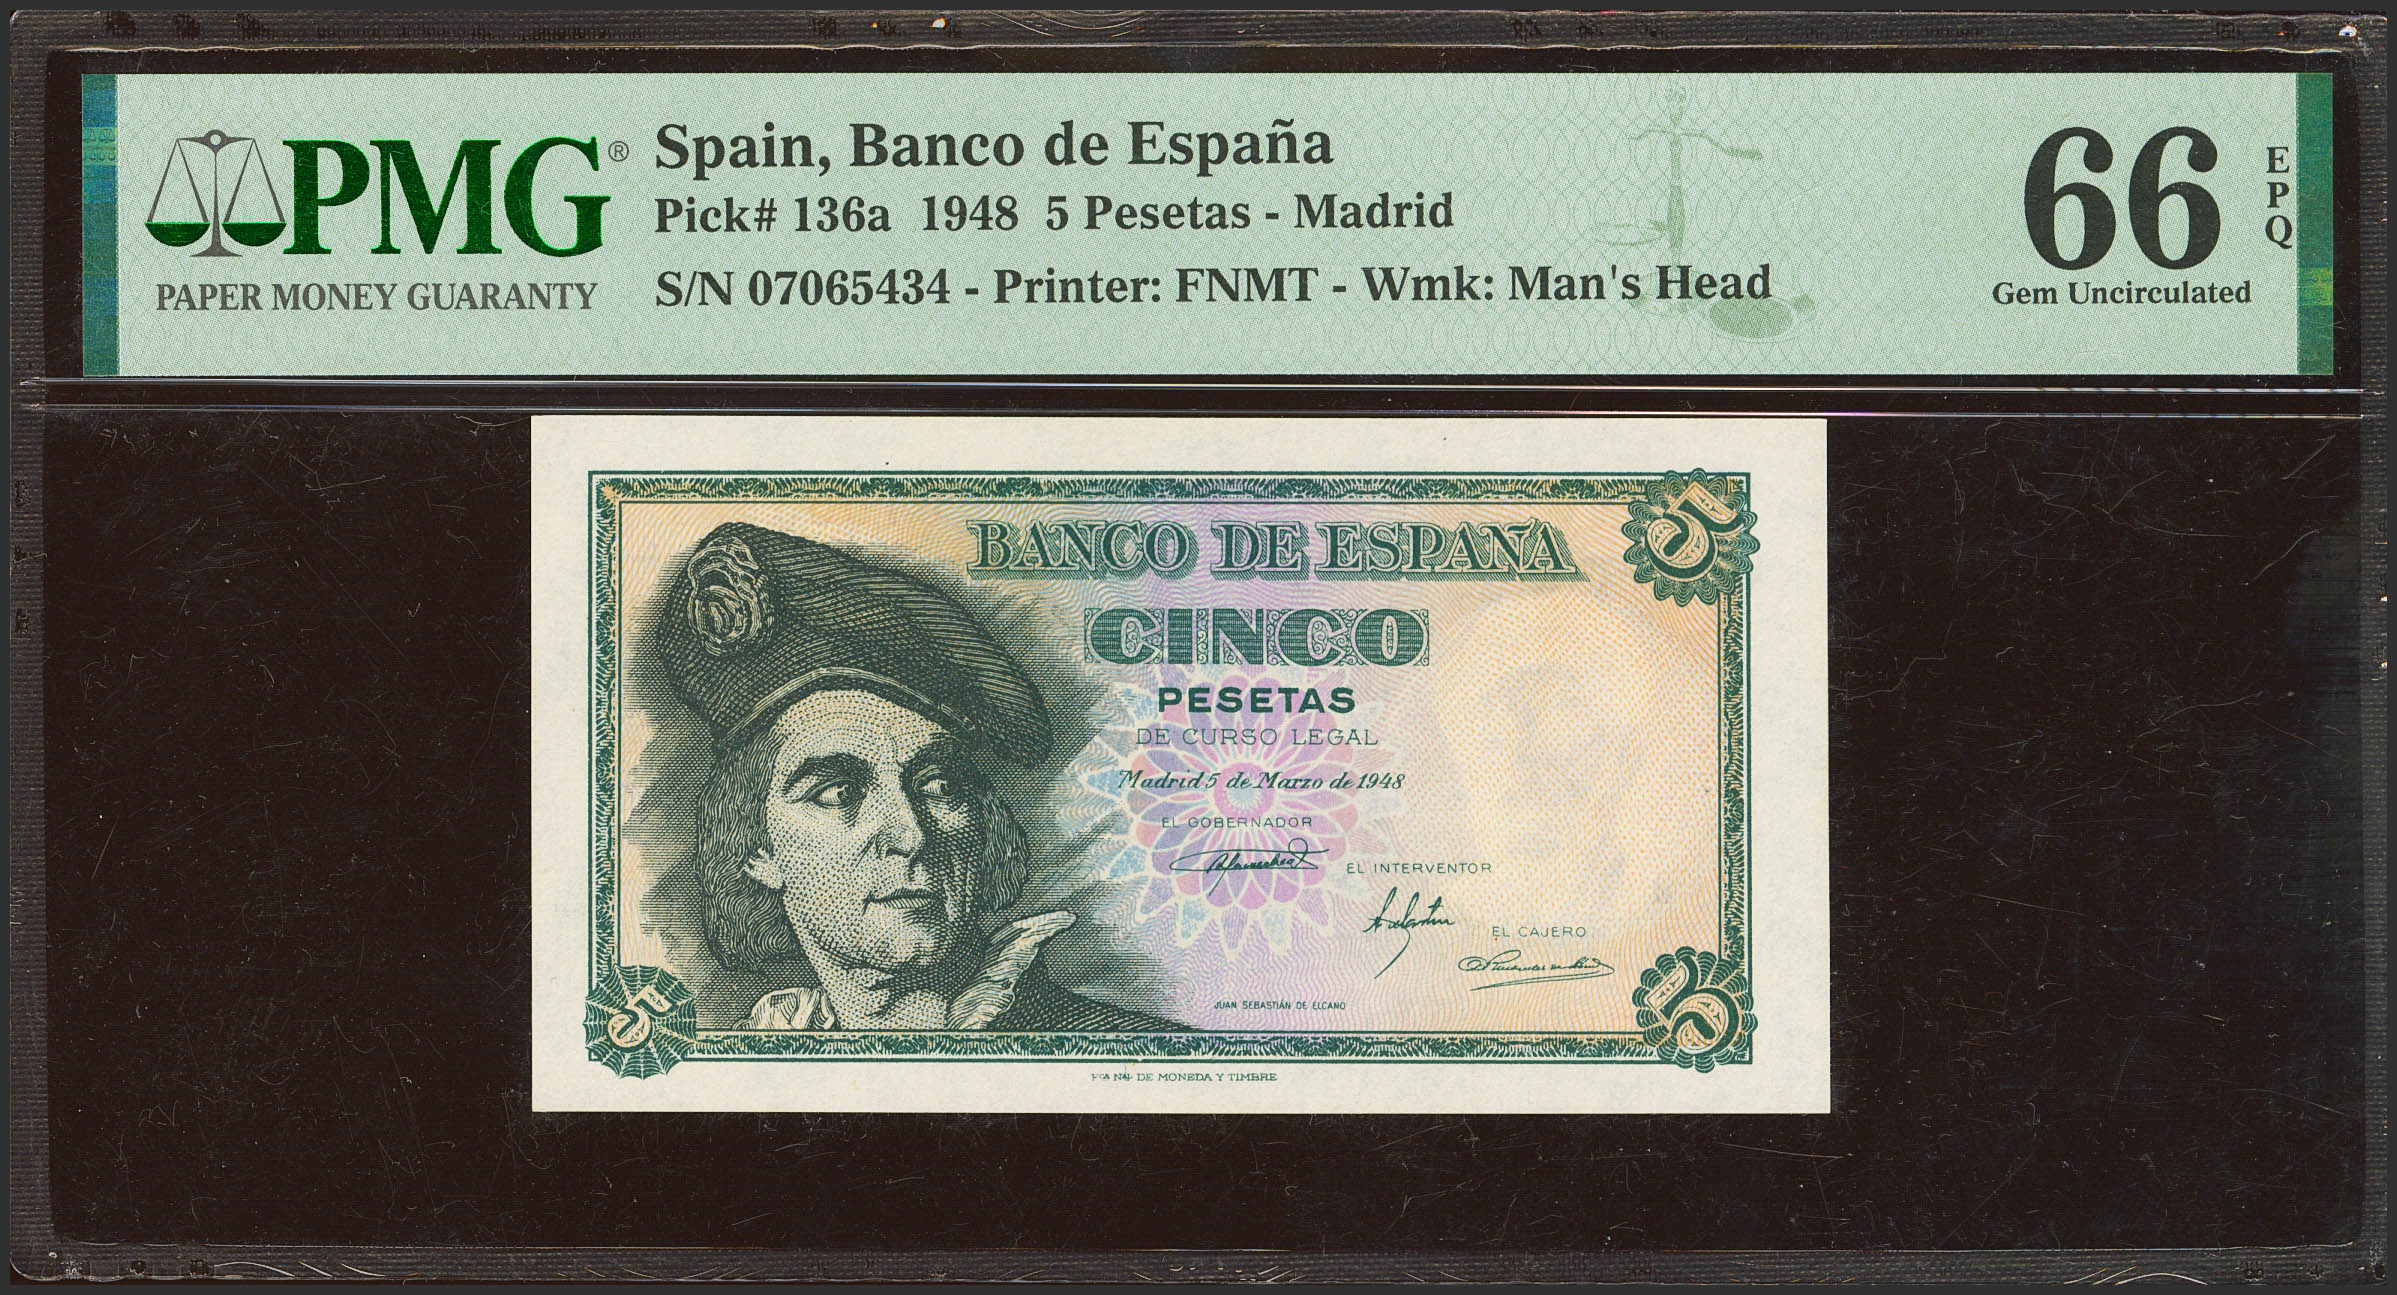 PMG®
PAPER MONEY GUARANTY
Spain, Banco de España
Pick# 136a 1948 5 Pesetas - Madrid
S/N 07065434 - Printer: FNMT - Wmk: Man's Head
66
EPQ
Gem Uncirculated
BANCO DE ESPAÑA
5
CINCO
PESETAS
DE CURSO LEGAL
Madrid 5 de Marzo de 1948
EL GOBERNADOR
EL INTERVENTOR
EL CAJERO
JUAN SEBASTIÁN DE ELCANO
5
5
FCA NAL DE MONEDA Y TIMBRE